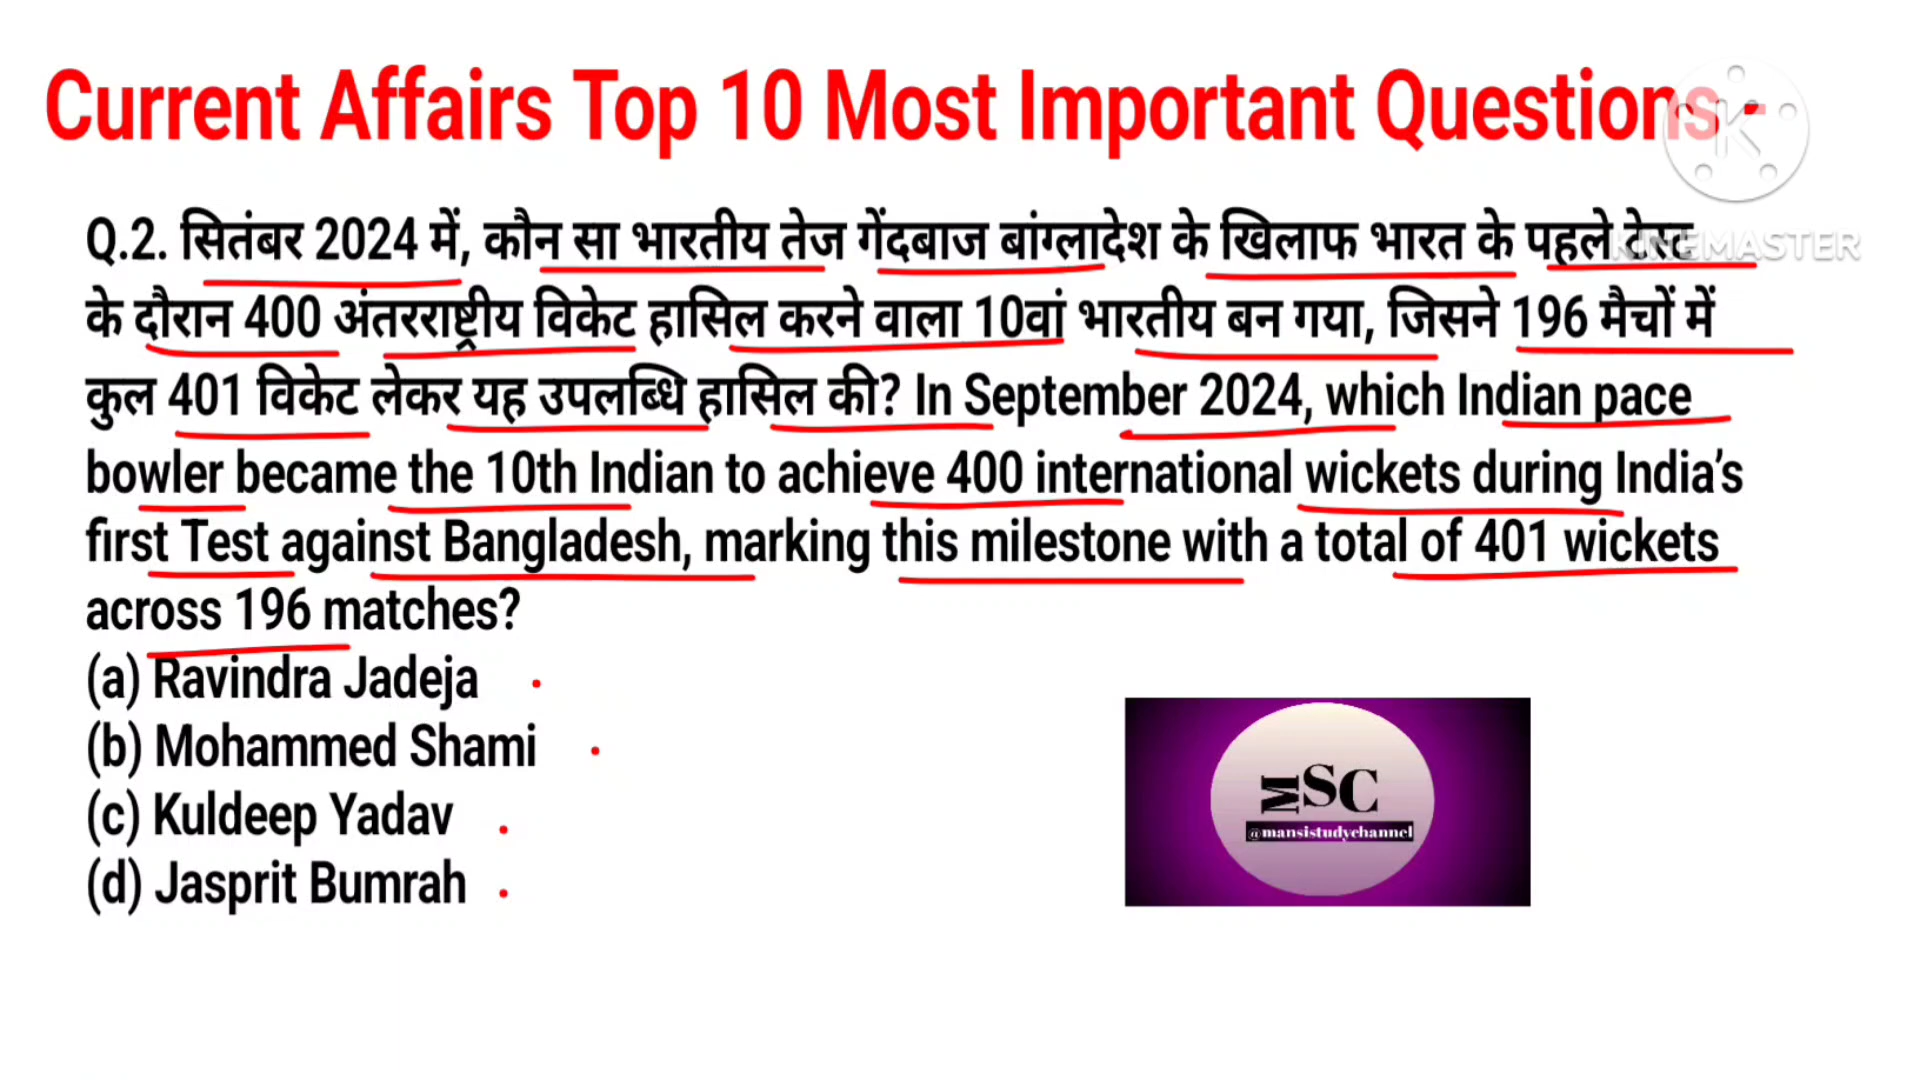 Current Affairs Top 10 Most Important Questions -
K
KINEMASTER
Q.2. सितंबर 2024 में, कौन सा भारतीय तेज गेंदबाज बांग्लादेश के खिलाफ भारत के पहले टेस्ट
के दौरान 400 अंतरराष्ट्रीय विकेट हासिल करने वाला 10वां भारतीय बन गया, जिसने 196 मैचों में
कुल 401 विकेट लेकर यह उपलब्धि हासिल की? In September 2024, which Indian pace
bowler became the 10th Indian to achieve 400 international wickets during India’s
first Test against Bangladesh, marking this milestone with a total of 401 wickets
across 196 matches?
(a) Ravindra Jadeja
(b) Mohammed Shami
(c) Kuldeep Yadav
(d) Jasprit Bumrah
MSC
@mansistudychannel